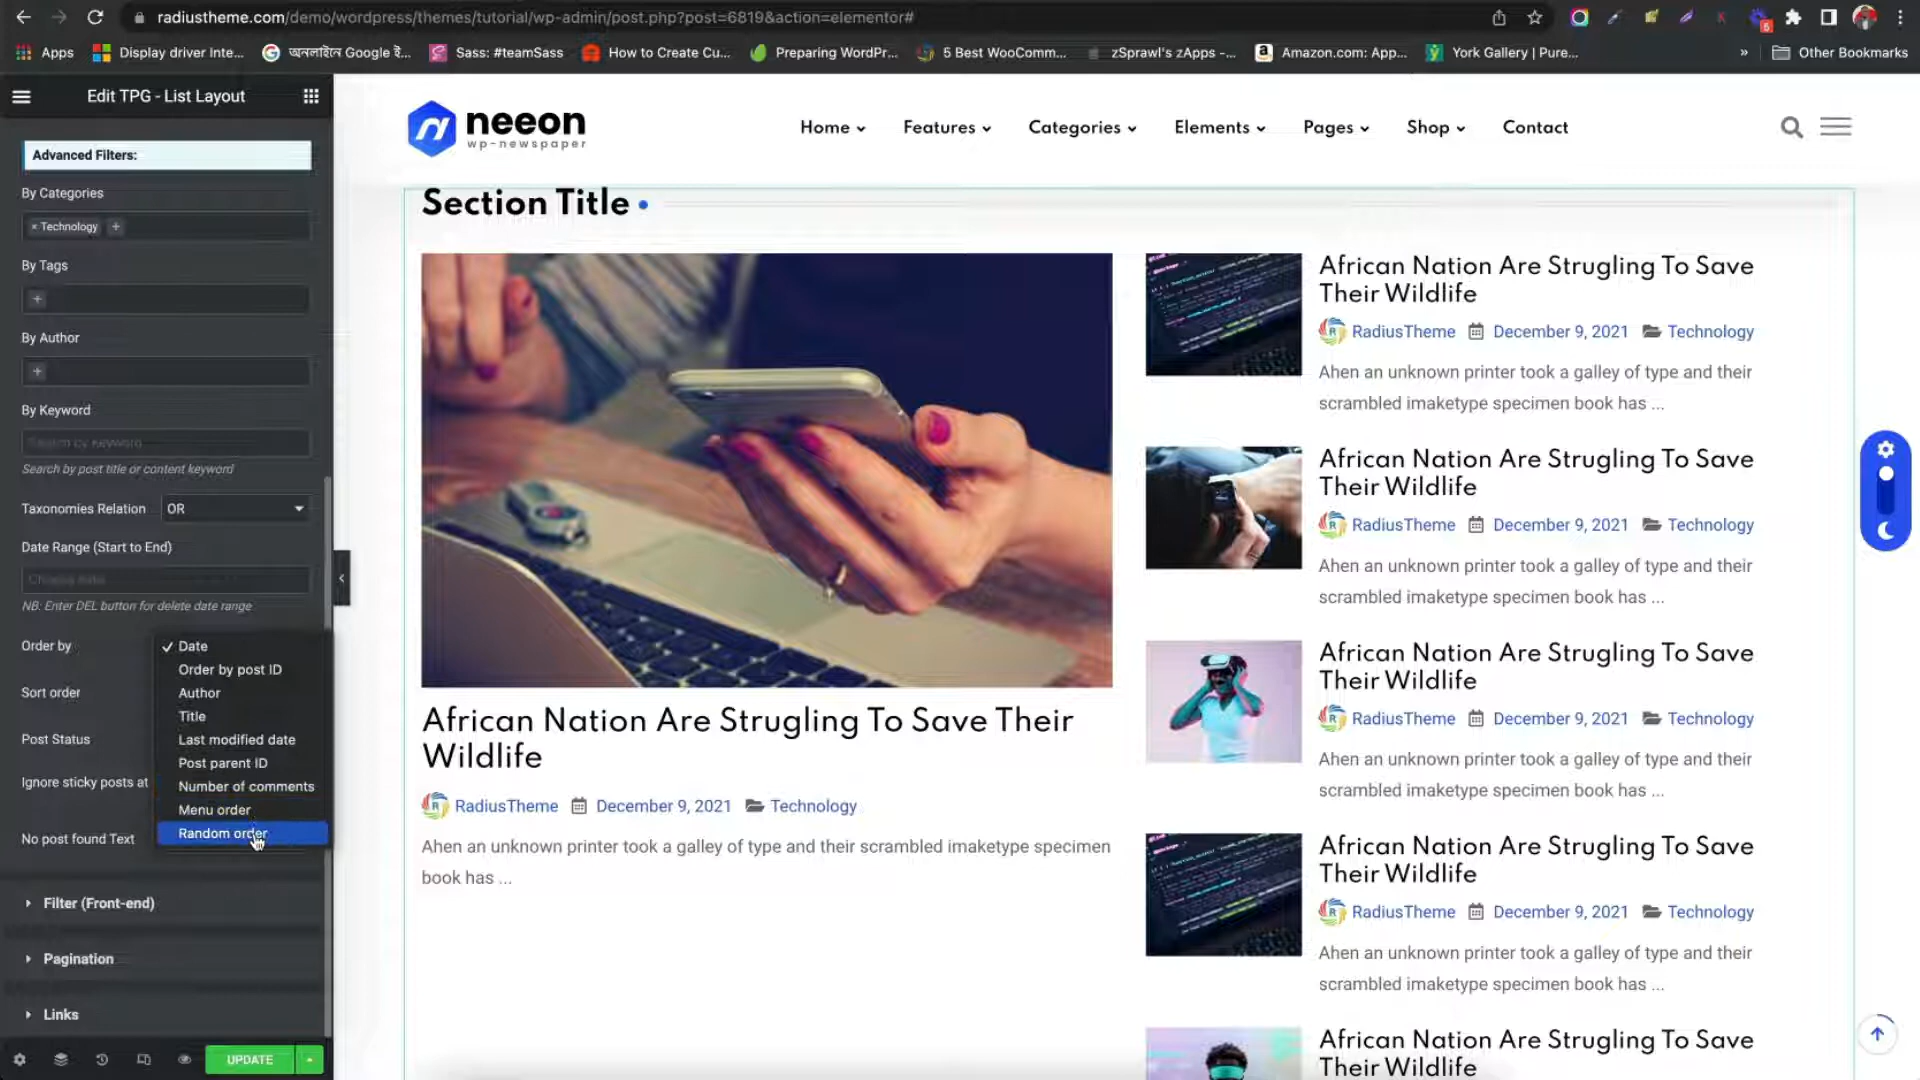 radiustheme.com/demo/wordpress/themes/tutorial/wp-admin/post.php?post=6819&action=elementor#
6
Apps
Display driver Inte...
অনলাইনে Google ই...
Sass: #teamSass
How to Create Cu...
Preparing WordPr...
5 Best WooComm...
zSprawl's zApps -...
Amazon.com: App...
York Gallery | Pure...
»
Other Bookmarks
Edit TPG - List Layout
Advanced Filters:
By Categories
× Technology +
By Tags
+
By Author
+
By Keyword
Search by Keyword
Search by post title or content keyword
Taxonomies Relation OR
Date Range (Start to End)
Choose date
NB: Enter DEL button for delete date range
Order by
✓ Date
Order by post ID
Sort order
Author
Title
Post Status
Last modified date
Post parent ID
Ignore sticky posts at
Number of comments
Menu order
No post found Text
Random order
Filter (Front-end)
Pagination
Links
UPDATE
neeon
wp-newspaper
Home
Features
Categories
Elements
Pages
Shop
Contact
Section Title
African Nation Are Strugling To Save Their
Wildlife
RadiusTheme December 9, 2021 Technology
Ahen an unknown printer took a galley of type and their scrambled imaketype specimen
book has ...
African Nation Are Strugling To Save
Their Wildlife
RadiusTheme December 9, 2021 Technology
Ahen an unknown printer took a galley of type and their
scrambled imaketype specimen book has ...
African Nation Are Strugling To Save
Their Wildlife
RadiusTheme December 9, 2021 Technology
Ahen an unknown printer took a galley of type and their
scrambled imaketype specimen book has ...
African Nation Are Strugling To Save
Their Wildlife
RadiusTheme December 9, 2021 Technology
Ahen an unknown printer took a galley of type and their
scrambled imaketype specimen book has ...
African Nation Are Strugling To Save
Their Wildlife
RadiusTheme December 9, 2021 Technology
Ahen an unknown printer took a galley of type and their
scrambled imaketype specimen book has ...
African Nation Are Strugling To Save
Their Wildlife